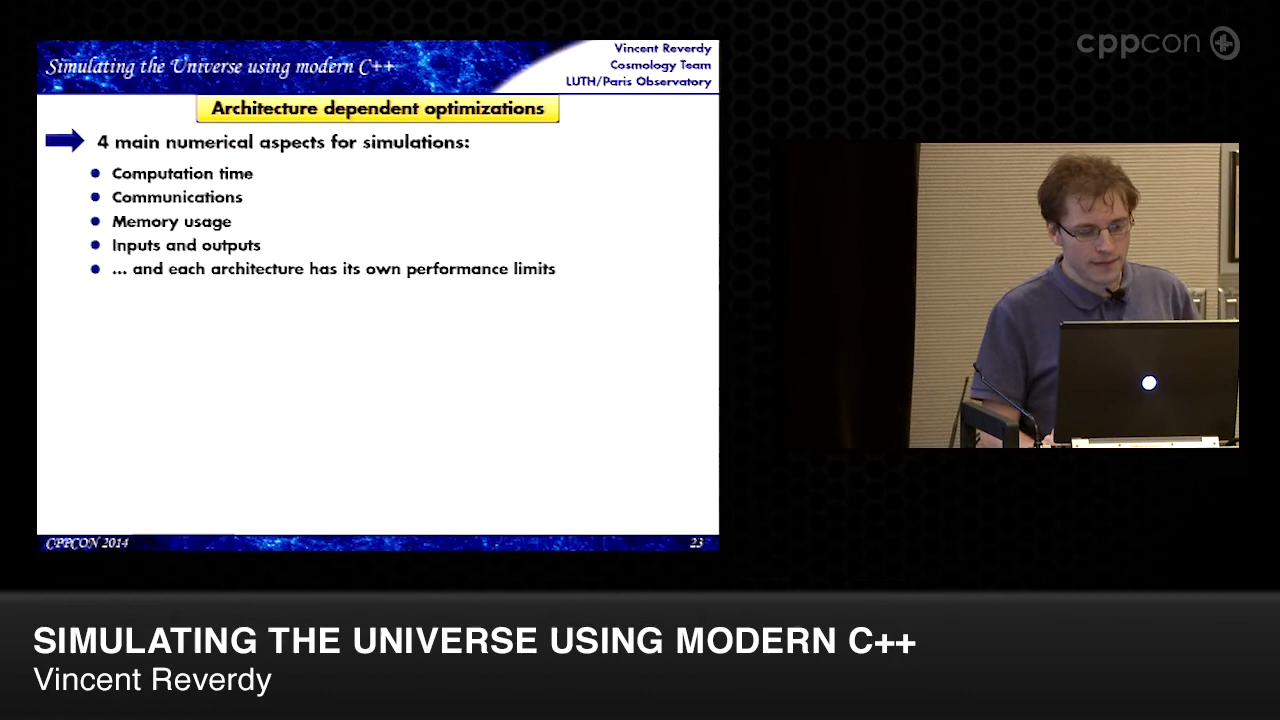 cppcon
Simulating the Universe using modern C++
Vincent Reverdy
Cosmology Team
LUTH/Paris Observatory
Architecture dependent optimizations
4 main numerical aspects for simulations:
Computation time
Communications
Memory usage
Inputs and outputs
... and each architecture has its own performance limits
CPPCON 2014
23
SIMULATING THE UNIVERSE USING MODERN C++
Vincent Reverdy